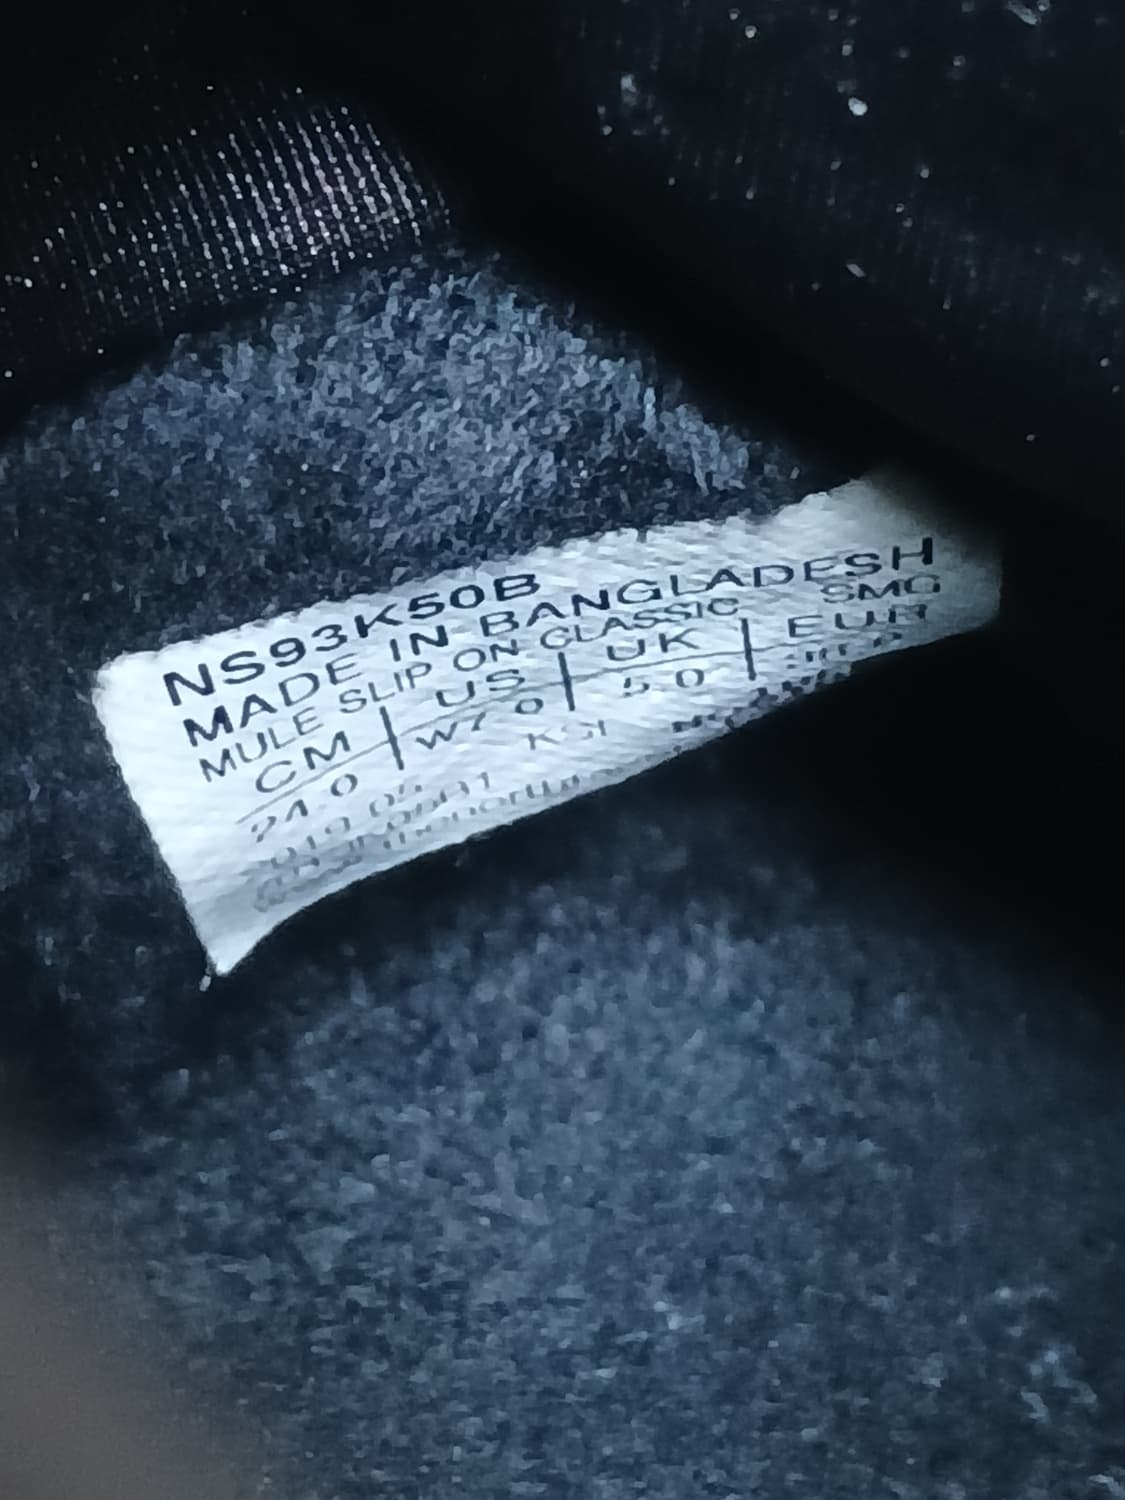 NS93K50B
MADE IN BANGLADESH
MULE SLIP ON CLASSIC SMG
CM | US | UK | EUR
24.0 | W7.0 | 5.0
KSI